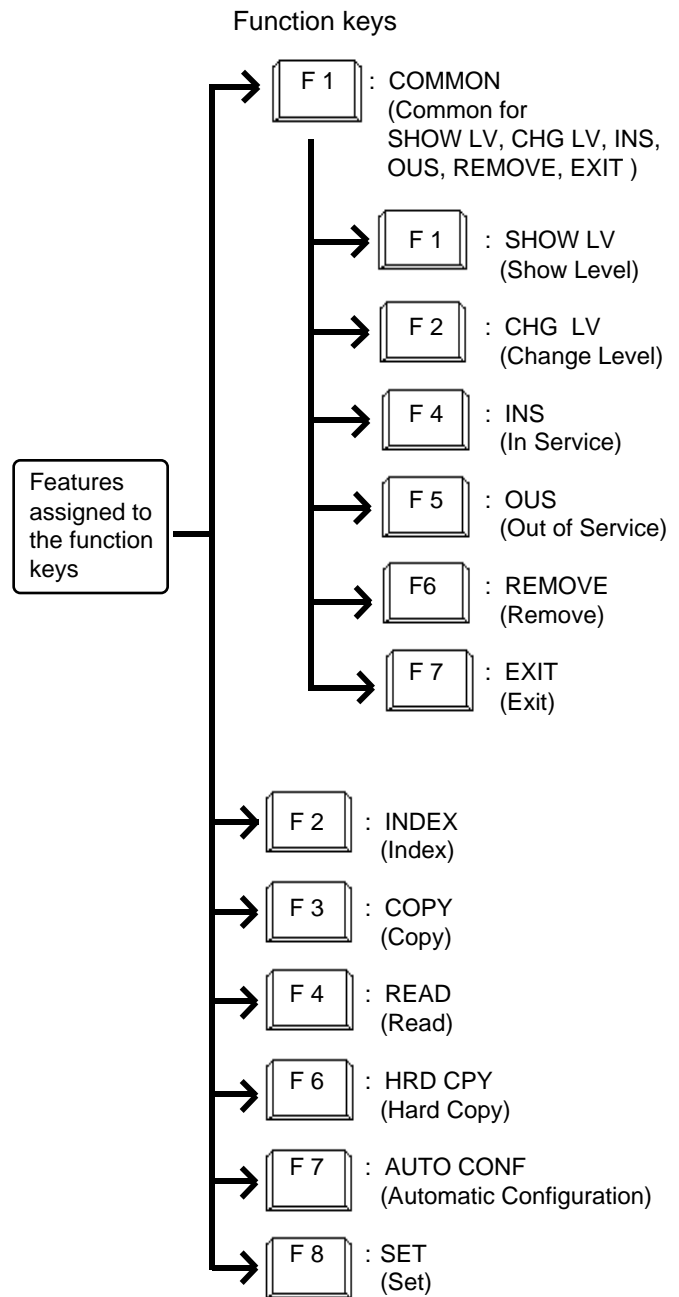 Function keys
F 1 : COMMON
(Common for
SHOW LV, CHG LV, INS,
OUS, REMOVE, EXIT )
F 1 : SHOW LV
(Show Level)
F 2 : CHG LV
(Change Level)
F 4 : INS
(In Service)
Features
assigned to
the function
keys
F 5 : OUS
(Out of Service)
F6 : REMOVE
(Remove)
F 7 : EXIT
(Exit)
F 2 : INDEX
(Index)
F 3 : COPY
(Copy)
F 4 : READ
(Read)
F 6 : HRD CPY
(Hard Copy)
F 7 : AUTO CONF
(Automatic Configuration)
F 8 : SET
(Set)